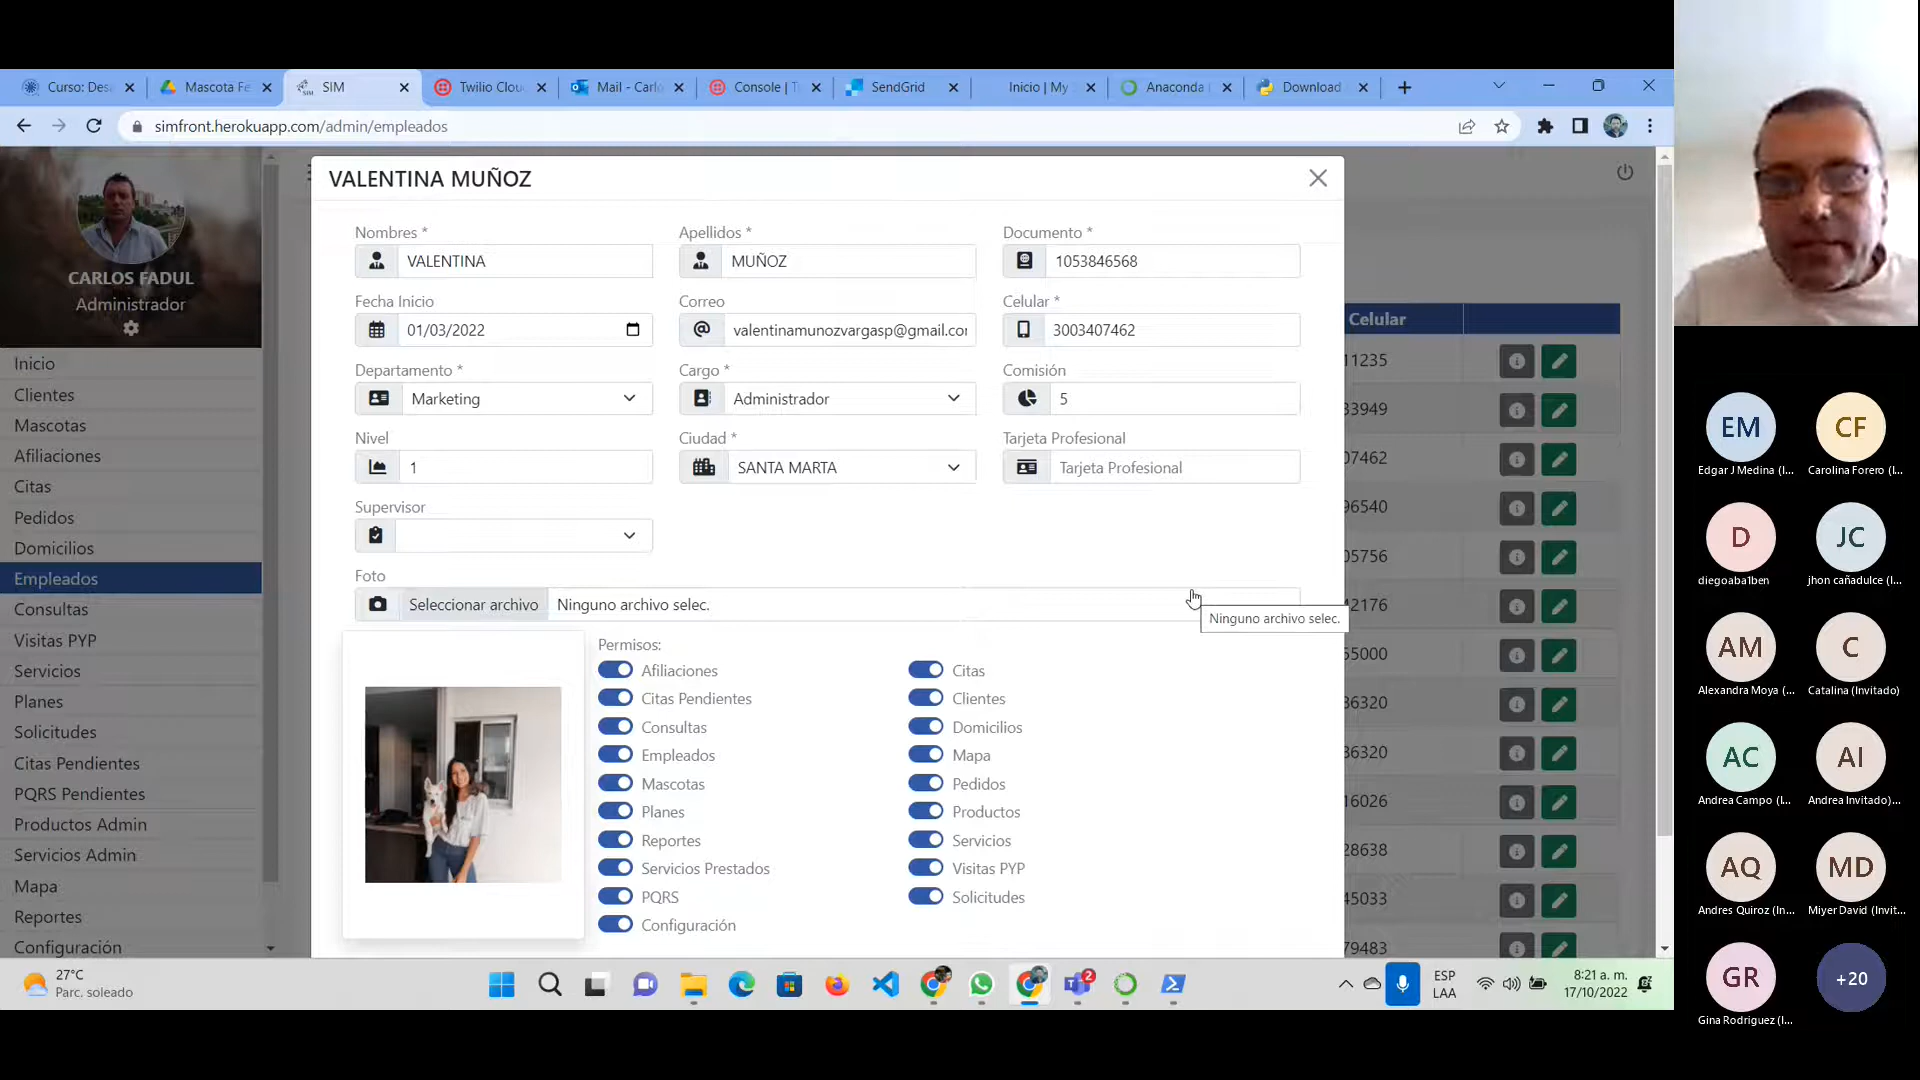 Curso: Desa
Mascota Fe
SIM
Twilio Clou
Mail - Carlo
Console | T
SendGrid
Inicio | My
Anaconda
Download
simfront.herokuapp.com/admin/empleados
CARLOS FADUL
Administrador
Inicio
Clientes
Mascotas
Afiliaciones
Citas
Pedidos
Domicilios
Empleados
Consultas
Visitas PYP
Servicios
Planes
Solicitudes
Citas Pendientes
PQRS Pendientes
Productos Admin
Servicios Admin
Mapa
Reportes
Configuración
VALENTINA MUÑOZ
Nombres * Apellidos * Documento *
VALENTINA MUÑOZ 1053846568
Fecha Inicio Correo Celular *
01/03/2022 valentinamunozvargasp@gmail.cor 3003407462
Departamento * Cargo * Comisión
Marketing Administrador 5
Nivel Ciudad * Tarjeta Profesional
1 SANTA MARTA Tarjeta Profesional
Supervisor
Foto
Seleccionar archivo Ninguno archivo selec.
Ninguno archivo selec.
Permisos:
Afiliaciones Citas
Citas Pendientes Clientes
Consultas Domicilios
Empleados Mapa
Mascotas Pedidos
Planes Productos
Reportes Servicios
Servicios Prestados Visitas PYP
PQRS Solicitudes
Configuración
Celular
11235
33949
07462
96540
05756
42176
55000
36320
36320
16026
28638
45033
79483
27°C
Parc. soleado
2
ESP
LAA
8:21 a. m.
17/10/2022
EM CF
Edgar J Medina (I... Carolina Forero (I...
D JC
diegoaba1ben jhon cañadulce (I...
AM C
Alexandra Moya (... Catalina (Invitado)
AC AI
Andrea Campo (I... Andrea Invitado)...
AQ MD
Andres Quiroz (In... Miyer David (Invit...
GR +20
Gina Rodriguez (I...